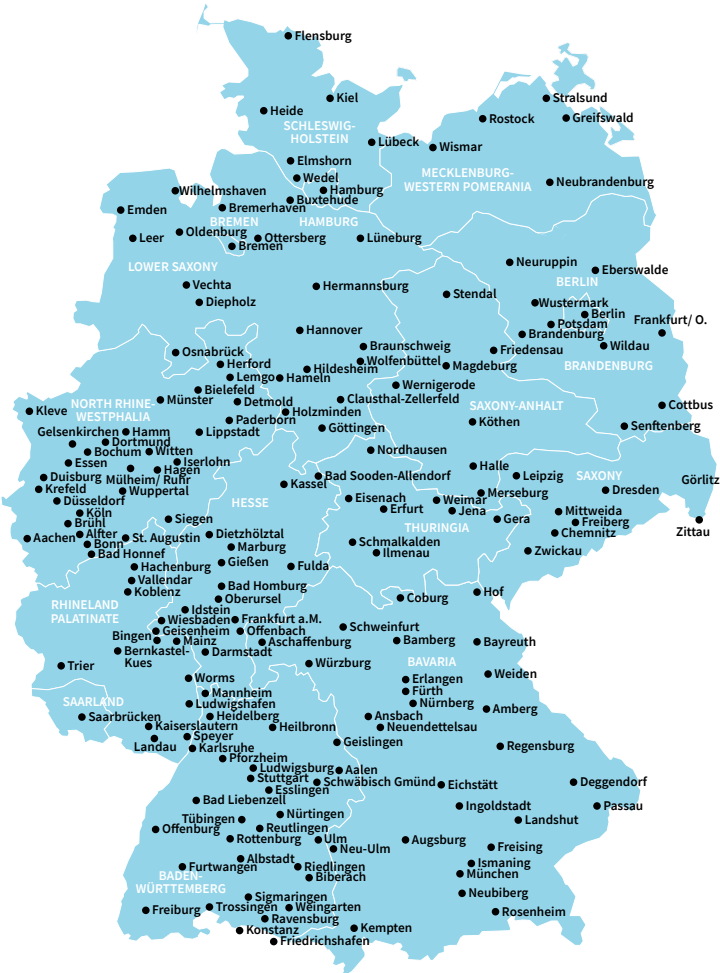 Flensburg
Kiel
Stralsund
Heide
Rostock
Greifswald
SCHLESWIG-
HOLSTEIN
Lübeck
Wismar
Elmshorn
MECKLENBURG-
WESTERN POMERANIA
Wedel
Neubrandenburg
Wilhelmshaven
Hamburg
Buxtehude
Emden
Bremerhaven
BREMEN
HAMBURG
Leer
Oldenburg
Ottersberg
Lüneburg
Bremen
LOWER SAXONY
Neuruppin
Eberswalde
BERLIN
Vechta
Hermannsburg
Stendal
Diepholz
Wustermark
Berlin
Frankfurt/ O.
Potsdam
Hannover
Brandenburg
Braunschweig
Friedensau
Wildau
Osnabrück
Wolfenbüttel
Herford
Hildesheim
Magdeburg
BRANDENBURG
Lemgo
Hameln
Wernigerode
Bielefeld
Clausthal-Zellerfeld
NORTH RHINE-
WESTPHALIA
Münster
Detmold
SAXONY-ANHALT
Cottbus
Kleve
Holzminden
Paderborn
Köthen
Senftenberg
Gelsenkirchen
Hamm
Lippstadt
Göttingen
Dortmund
Bochum
Witten
Nordhausen
Essen
Iserlohn
Halle
Hagen
Duisburg
Mülheim/ Ruhr
Bad Sooden-Allendorf
Leipzig
SAXONY
Görlitz
Krefeld
Wuppertal
Kassel
Merseburg
Dresden
Düsseldorf
HESSE
Eisenach
Weimar
Köln
Erfurt
Jena
Mittweida
Brühl
Siegen
Gera
Freiberg
THURINGIA
Chemnitz
Zittau
Aachen
Alfter
St. Augustin
Dietzhölztal
Bonn
Marburg
Schmalkalden
Bad Honnef
Ilmenau
Zwickau
Hachenburg
Gießen
Fulda
Vallendar
Koblenz
Bad Homburg
Hof
Oberursel
Coburg
RHINELAND
PALATINATE
Idstein
Wiesbaden
Frankfurt a.M.
Geisenheim
Offenbach
Schweinfurt
Bingen
Mainz
Aschaffenburg
Bamberg
Bayreuth
Bernkastel-
Kues
Darmstadt
Trier
Würzburg
BAVARIA
Weiden
Worms
Erlangen
Mannheim
Fürth
SAARLAND
Ludwigshafen
Nürnberg
Amberg
Saarbrücken
Heidelberg
Ansbach
Kaiserslautern
Heilbronn
Neuendettelsau
Speyer
Landau
Karlsruhe
Geislingen
Regensburg
Pforzheim
Ludwigsburg
Aalen
Stuttgart
Schwäbisch Gmünd
Eichstätt
Deggendorf
Esslingen
Bad Liebenzell
Ingolstadt
Passau
Nürtingen
Tübingen
Landshut
Offenburg
Reutlingen
Rottenburg
Ulm
Augsburg
Neu-Ulm
Freising
Albstadt
Ismaning
Furtwangen
Riedlingen
München
BADEN-
WÜRTTEMBERG
Biberach
Neubiberg
Sigmaringen
Freiburg
Trossingen
Weingarten
Rosenheim
Ravensburg
Konstanz
Kempten
Friedrichshafen